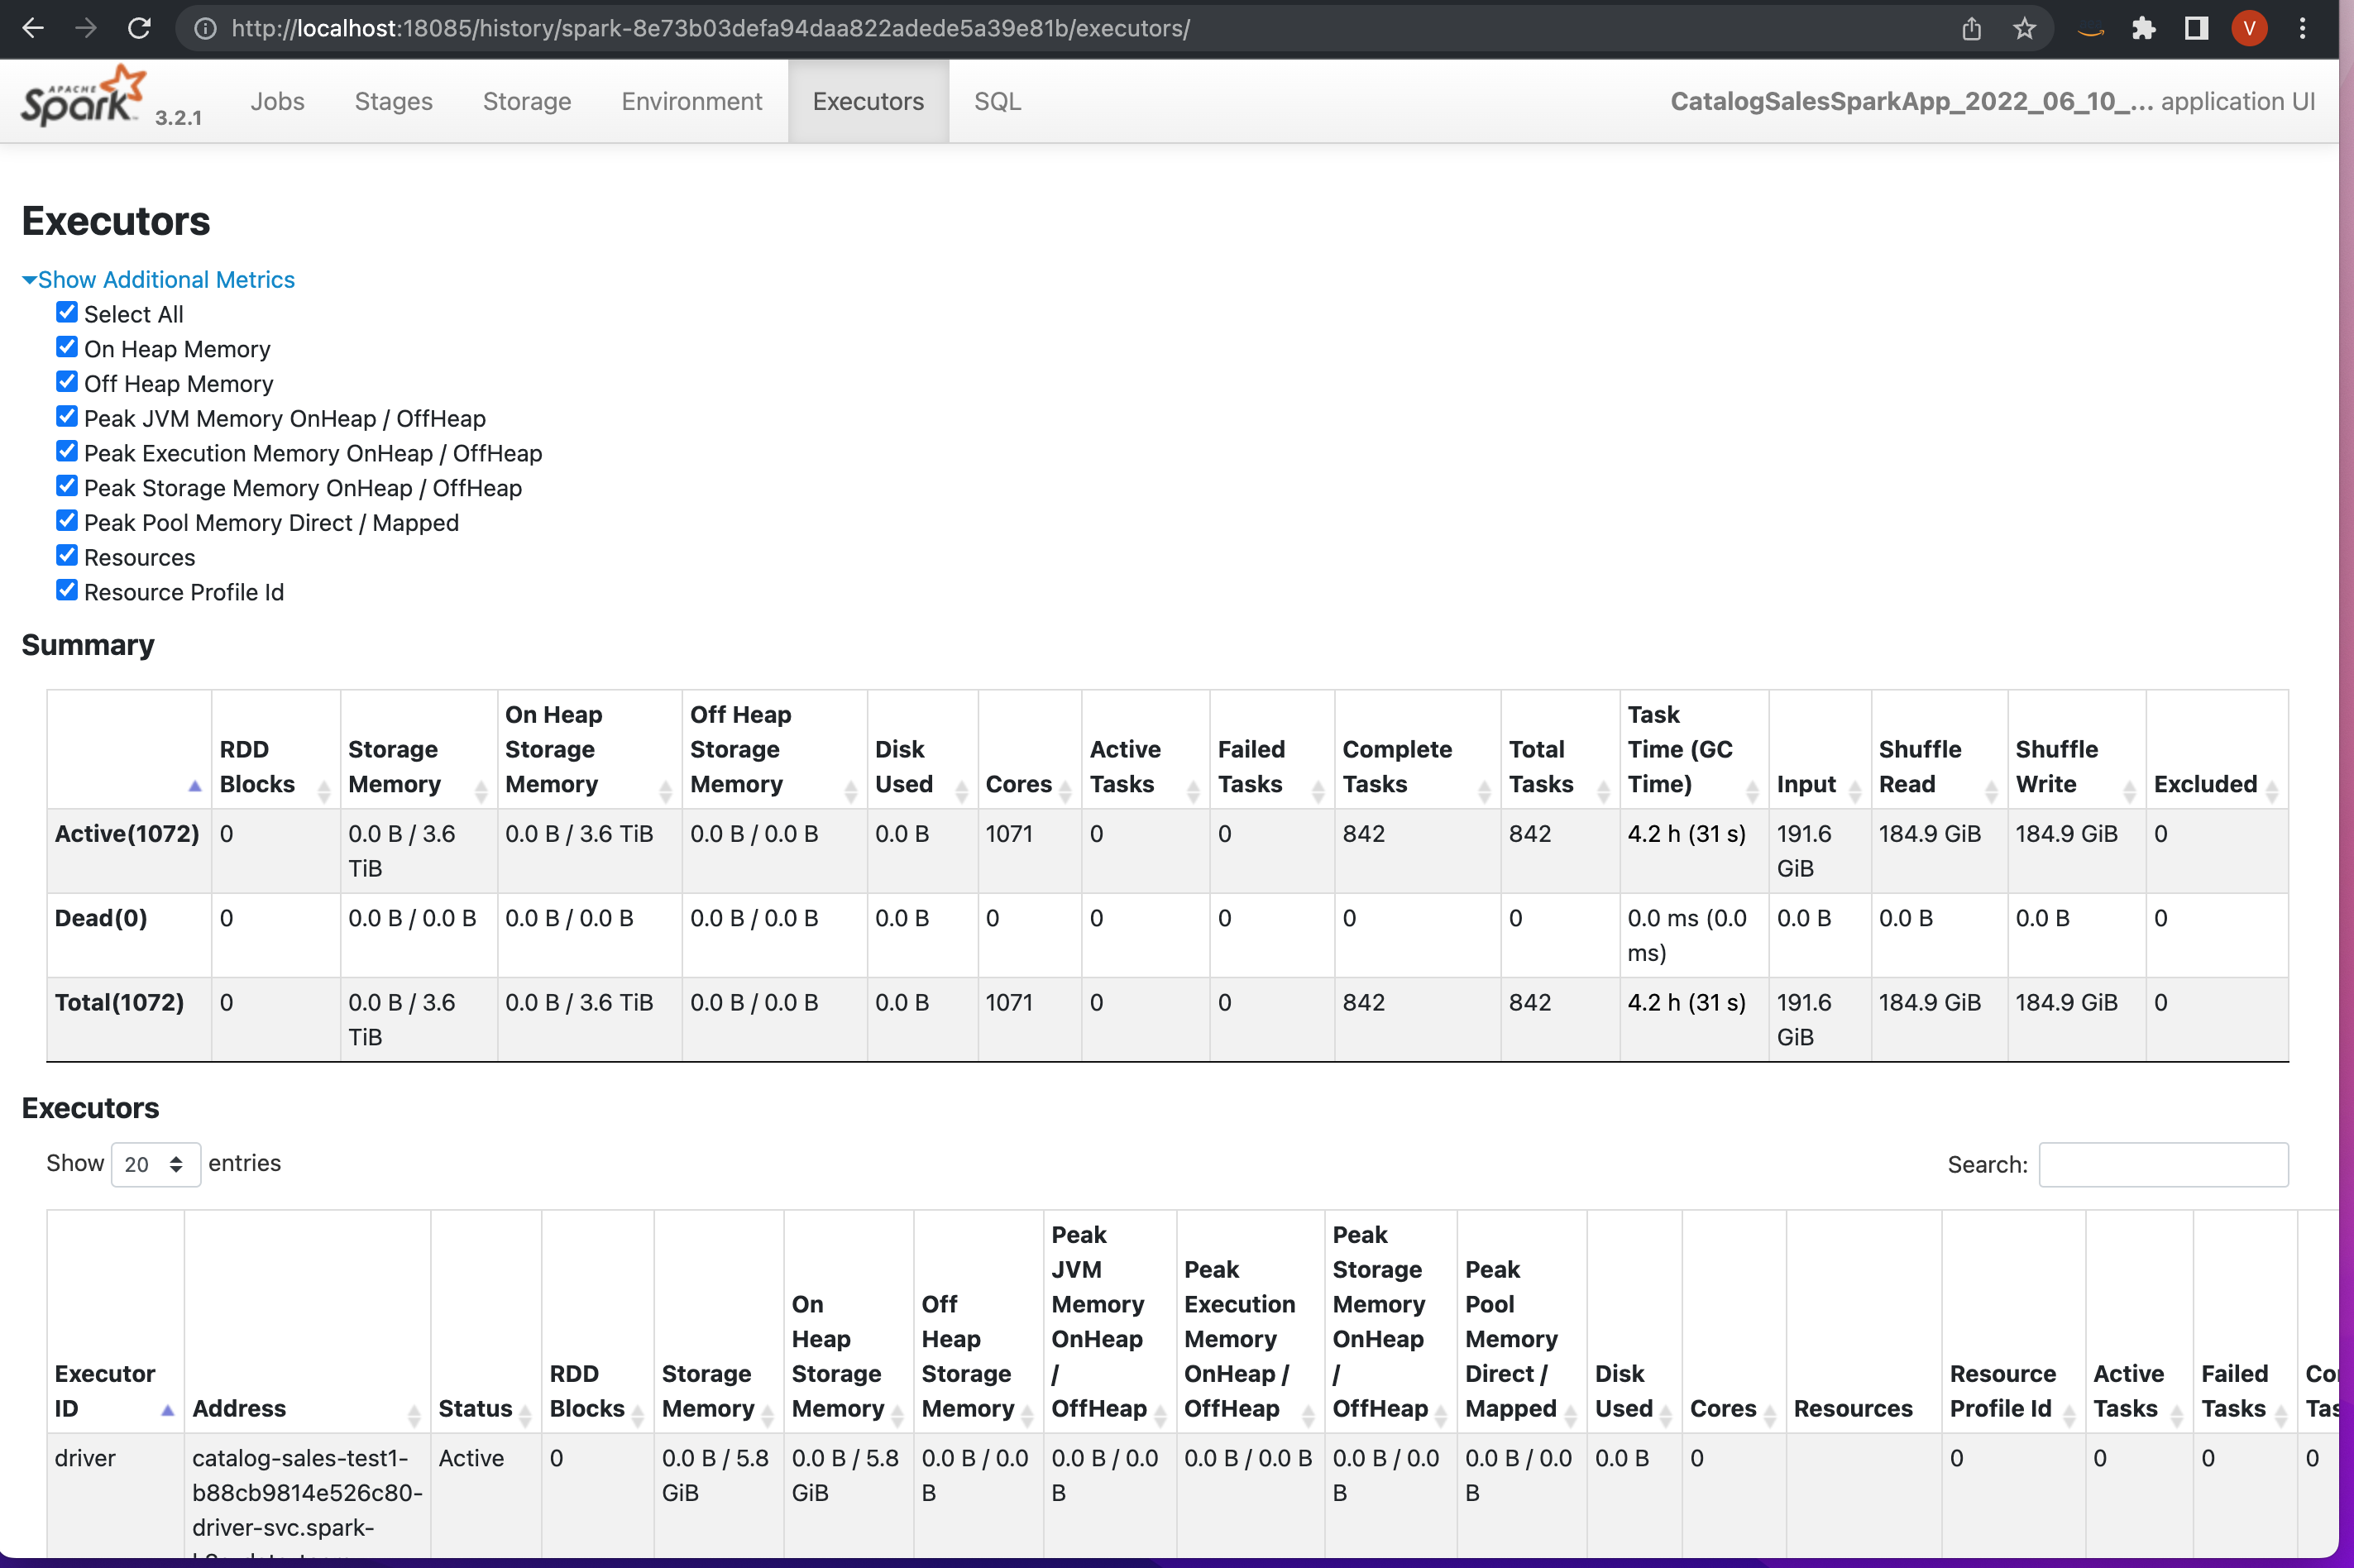 http://localhost:18085/history/spark-8e73b03defa94daa822adede5a39e81b/executors/
V
APACHE
Spark 3.2.1 Jobs Stages Storage Environment Executors SQL CatalogSalesSparkApp_2022_06_10_... application UI
Executors
Show Additional Metrics
Select All
On Heap Memory
Off Heap Memory
Peak JVM Memory OnHeap / OffHeap
Peak Execution Memory OnHeap / OffHeap
Peak Storage Memory OnHeap / OffHeap
Peak Pool Memory Direct / Mapped
Resources
Resource Profile Id
Summary
On Heap Off Heap Task
RDD Storage Storage Storage Disk Active Failed Complete Total Time (GC Shuffle Shuffle
Blocks Memory Memory Memory Used Cores Tasks Tasks Tasks Tasks Time) Input Read Write Excluded
Active(1072) 0 0.0 B / 3.6 0.0 B / 3.6 TiB 0.0 B / 0.0 B 0.0 B 1071 0 0 842 842 4.2 h (31 s) 191.6 184.9 GiB 184.9 GiB 0
TiB GiB
Dead(0) 0 0.0 B / 0.0 B 0.0 B / 0.0 B 0.0 B / 0.0 B 0.0 B 0 0 0 0 0 0.0 ms (0.0 0.0 B 0.0 B 0.0 B 0
ms)
Total(1072) 0 0.0 B / 3.6 0.0 B / 3.6 TiB 0.0 B / 0.0 B 0.0 B 1071 0 0 842 842 4.2 h (31 s) 191.6 184.9 GiB 184.9 GiB 0
TiB GiB
Executors
Show 20 entries Search:
Peak Peak
JVM Peak Storage Peak
On Off Memory Execution Memory Pool
Heap Heap OnHeap Memory OnHeap Memory
Executor RDD Storage Storage Storage / OnHeap / / Direct / Disk Resource Active Failed
ID Address Status Blocks Memory Memory Memory OffHeap OffHeap OffHeap Mapped Used Cores Resources Profile Id Tasks Tasks
driver catalog-sales-test1- Active 0 0.0 B / 5.8 0.0 B / 5.8 0.0 B / 0.0 0.0 B / 0.0 0.0 B / 0.0 B 0.0 B / 0.0 0.0 B / 0.0 0.0 B 0 0 0 0 0
b88cb9814e526c80- GiB GiB B B B B
driver-svc.spark-